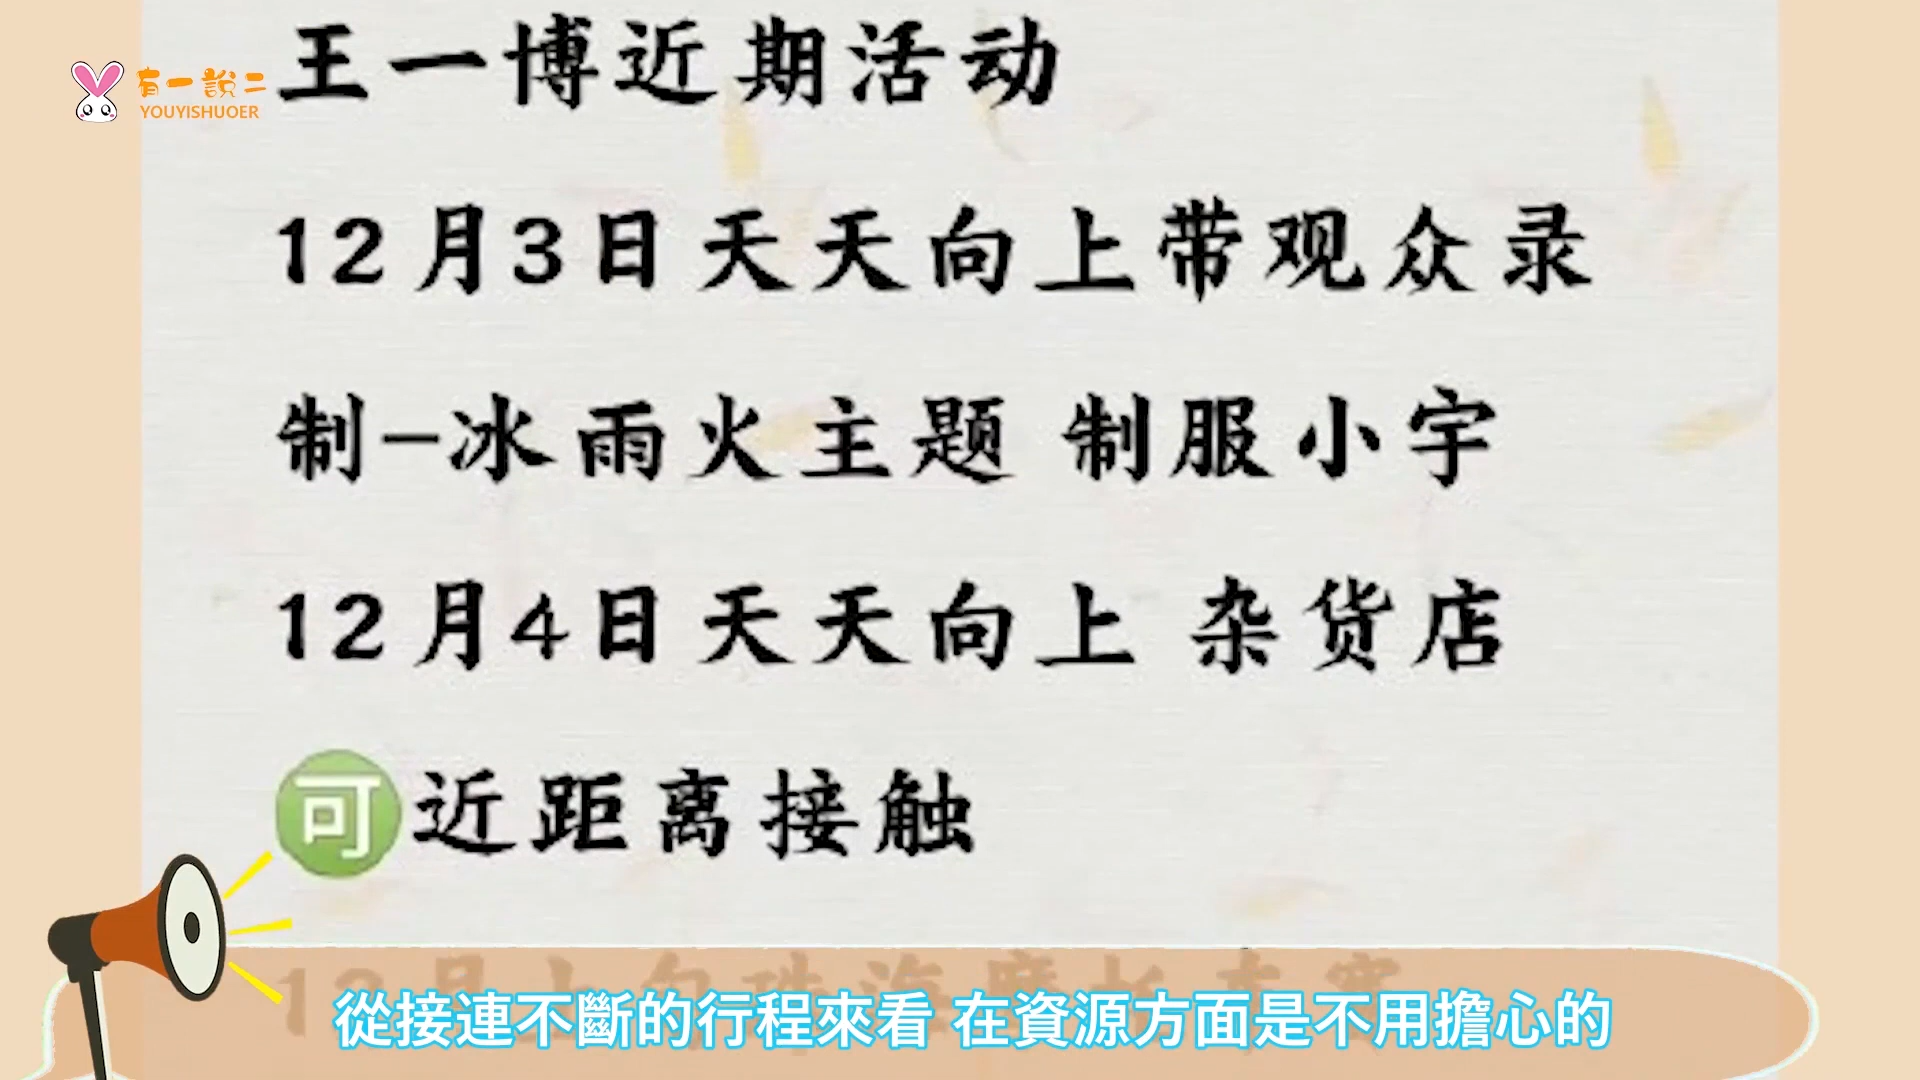 有一說二
YOUYISHUOER
王一博近期活动
12月3日天天向上带观众录
制-冰雨火主题 制服小宇
12月4日天天向上 杂货店
可近距离接触
從接連不斷的行程來看 在資源方面是不用擔心的